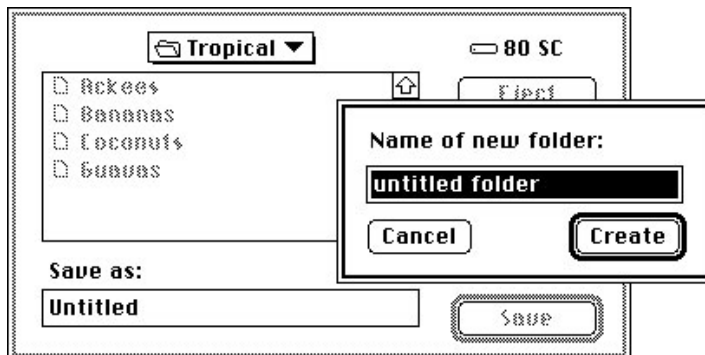 Tropical
80 SC
Ackees
Bananas
Coconuts
Guavas
Eject
Save as:
Untitled
Save
Name of new folder:
untitled folder
Cancel
Create